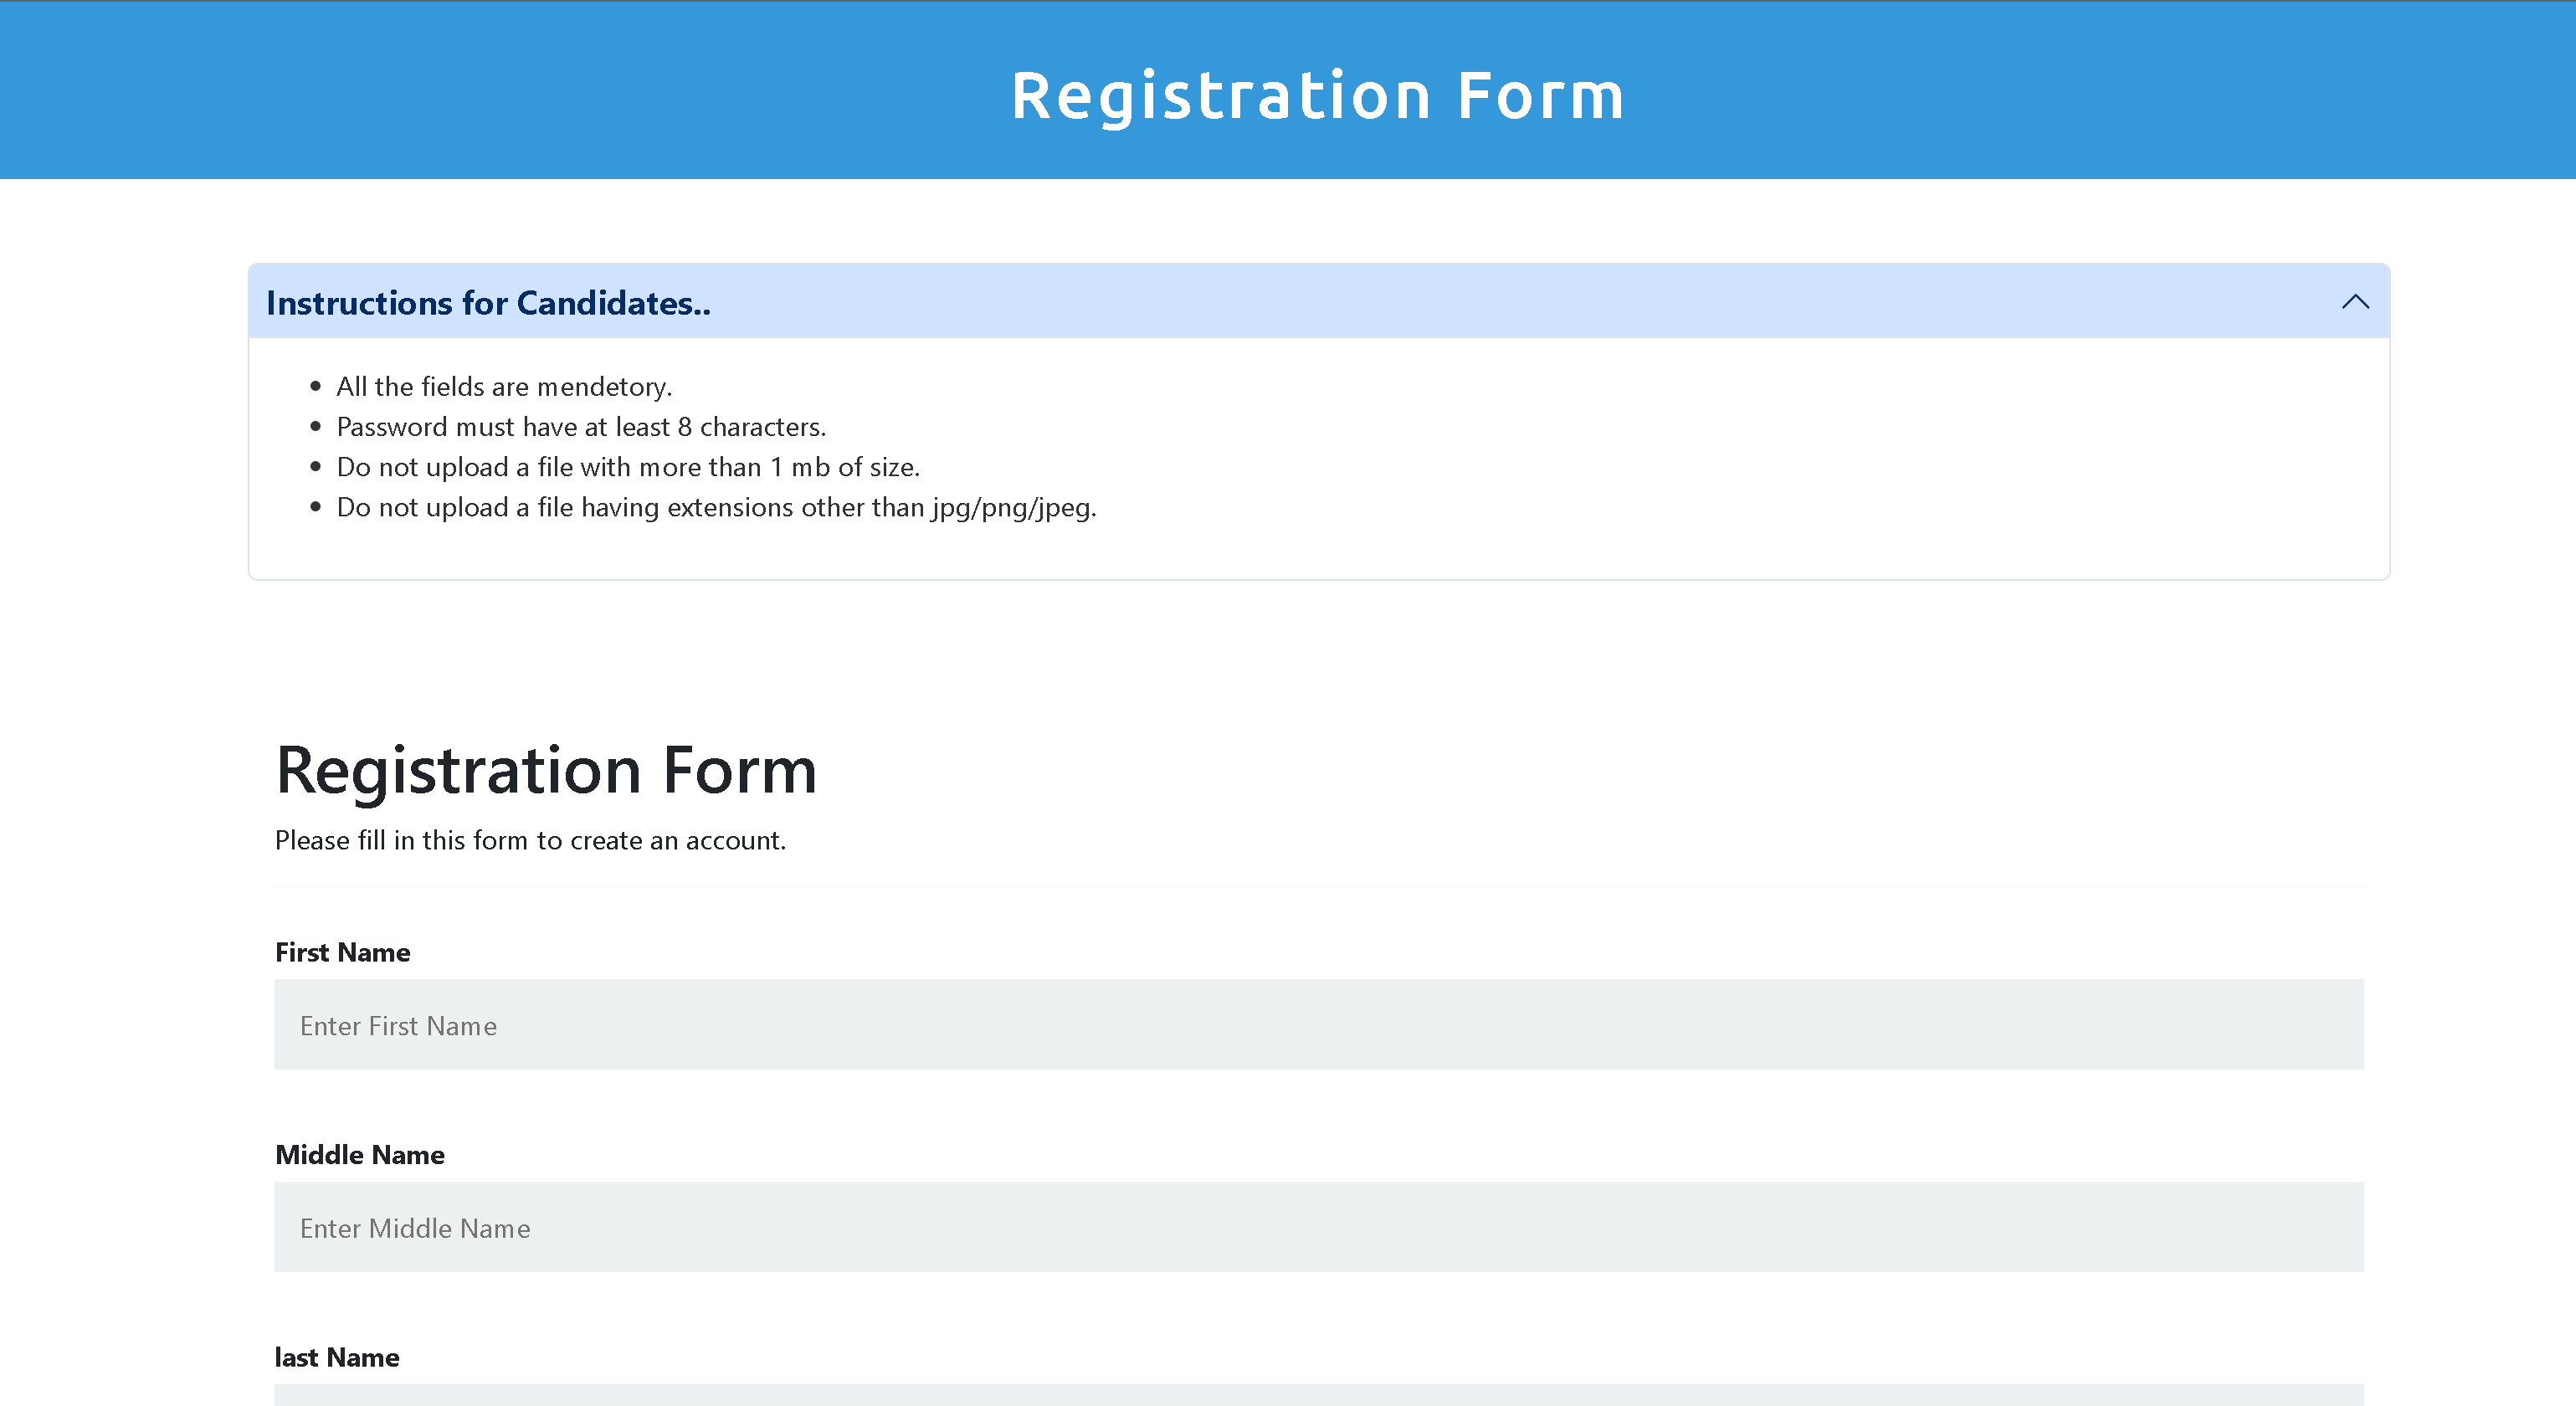 Registration Form
Instructions for Candidates..
All the fields are mendetory.
Password must have at least 8 characters.
Do not upload a file with more than 1 mb of size.
Do not upload a file having extensions other than jpg/png/jpeg.
Registration Form
Please fill in this form to create an account.
First Name
Enter First Name
Middle Name
Enter Middle Name
last Name